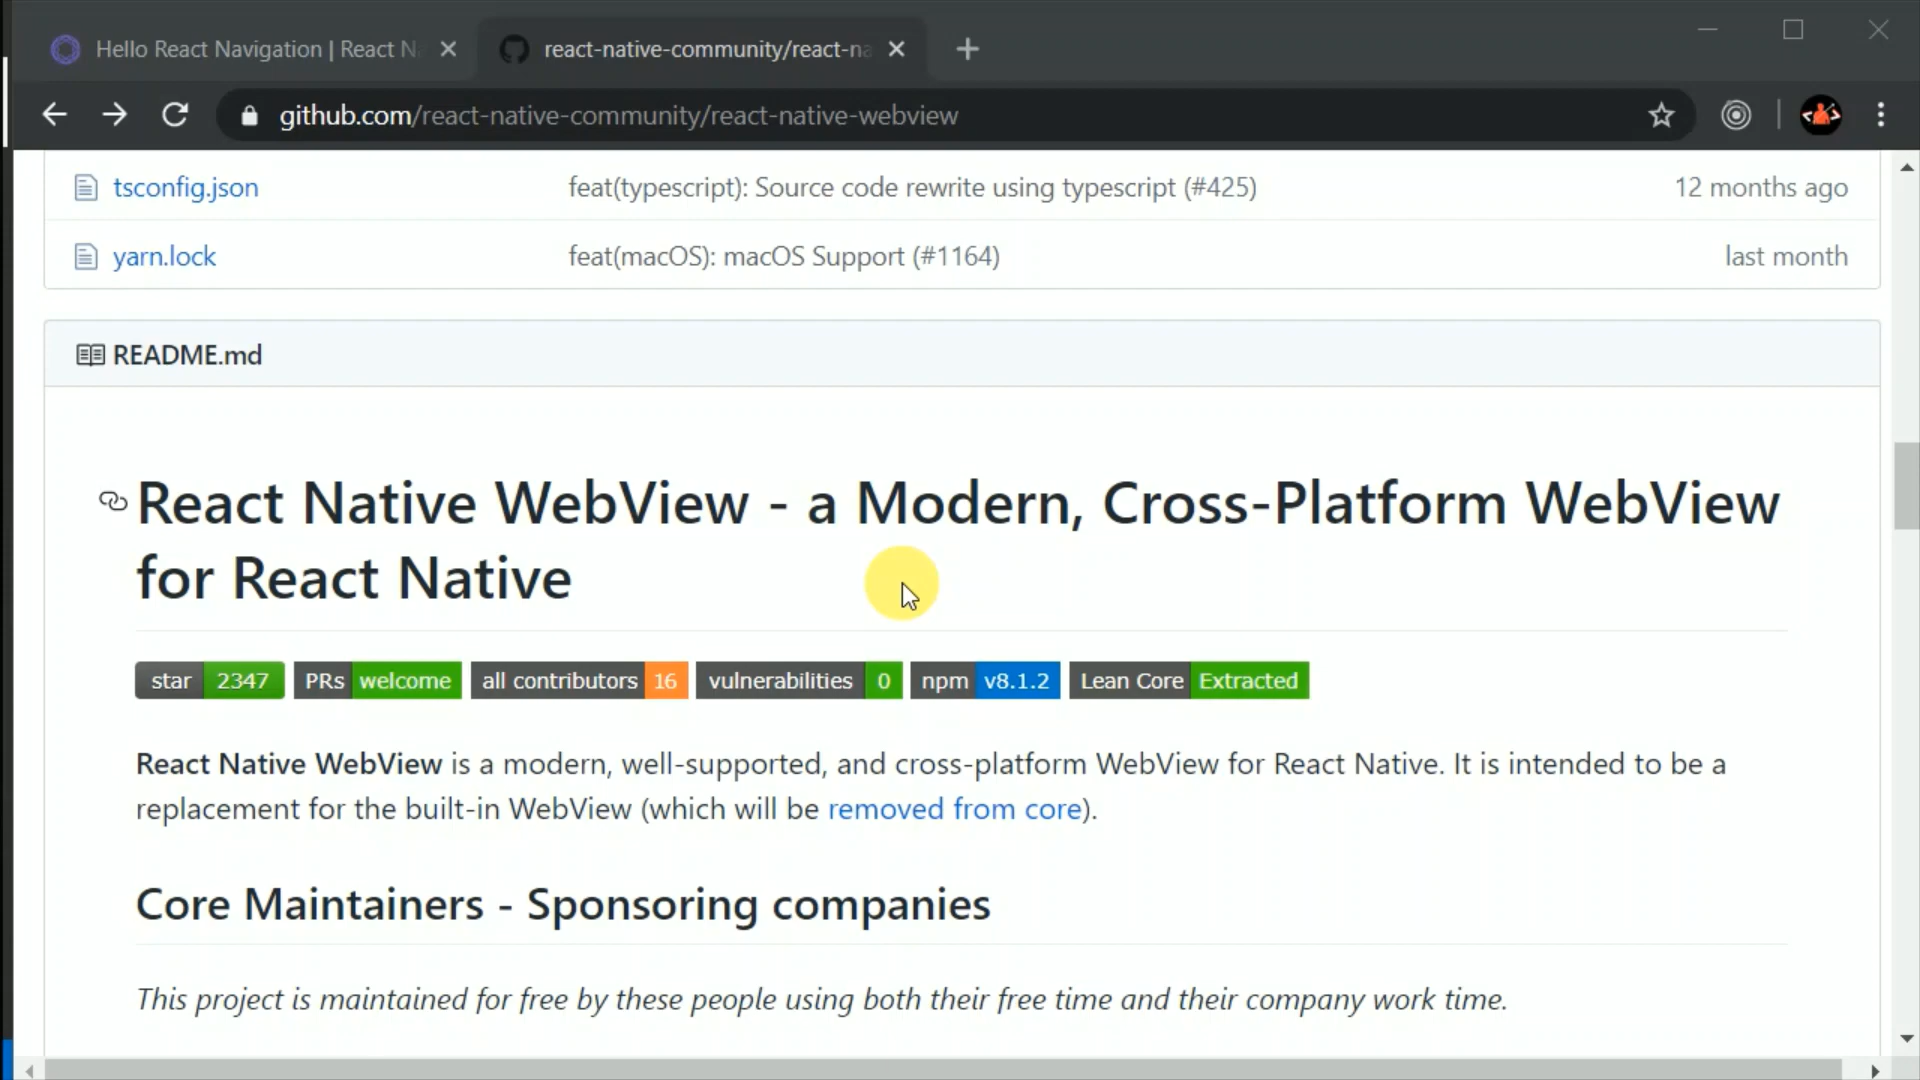 Hello React Navigation | React N
react-native-community/react-na
github.com/react-native-community/react-native-webview
tsconfig.json feat(typescript): Source code rewrite using typescript (#425) 12 months ago
yarn.lock feat(macOS): macOS Support (#1164) last month
README.md
React Native WebView - a Modern, Cross-Platform WebView
for React Native
star 2347 PRs welcome all contributors 16 vulnerabilities 0 npm v8.1.2 Lean Core Extracted
React Native WebView is a modern, well-supported, and cross-platform WebView for React Native. It is intended to be a
replacement for the built-in WebView (which will be removed from core).
Core Maintainers - Sponsoring companies
This project is maintained for free by these people using both their free time and their company work time.